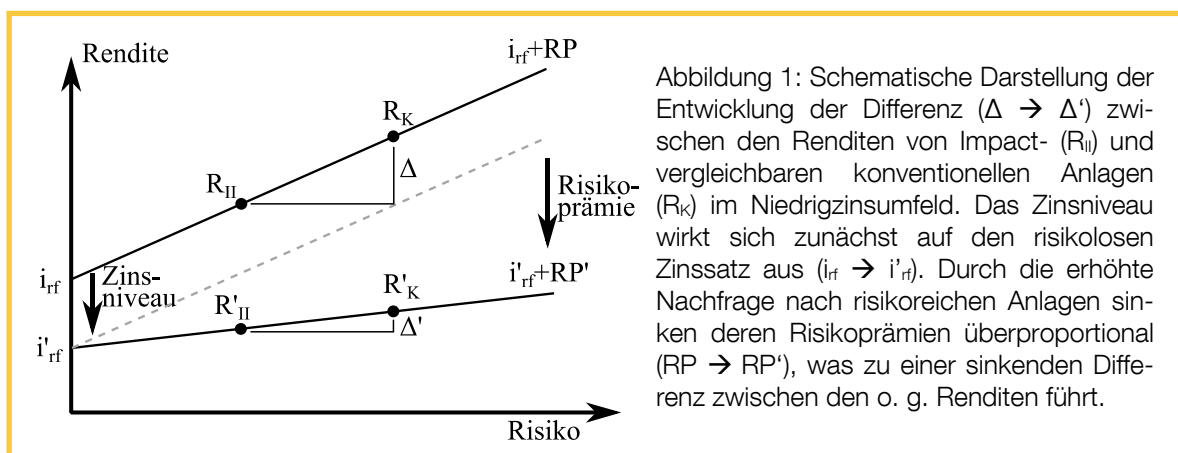 Rendite
i_rf+RP
R_K
Δ
R_II
Risiko-
prämie
i_rf
Zins-
niveau
i'_rf+RP'
R'_K
R'_II
Δ'
i'_rf
Risiko
Abbildung 1: Schematische Darstellung der
Entwicklung der Differenz (Δ → Δ‘) zwi-
schen den Renditen von Impact- (R_II) und
vergleichbaren konventionellen Anlagen
(R_K) im Niedrigzinsumfeld. Das Zinsniveau
wirkt sich zunächst auf den risikolosen
Zinssatz aus (i_rf → i'_rf). Durch die erhöhte
Nachfrage nach risikoreichen Anlagen sin-
ken deren Risikoprämien überproportional
(RP → RP‘), was zu einer sinkenden Diffe-
renz zwischen den o. g. Renditen führt.